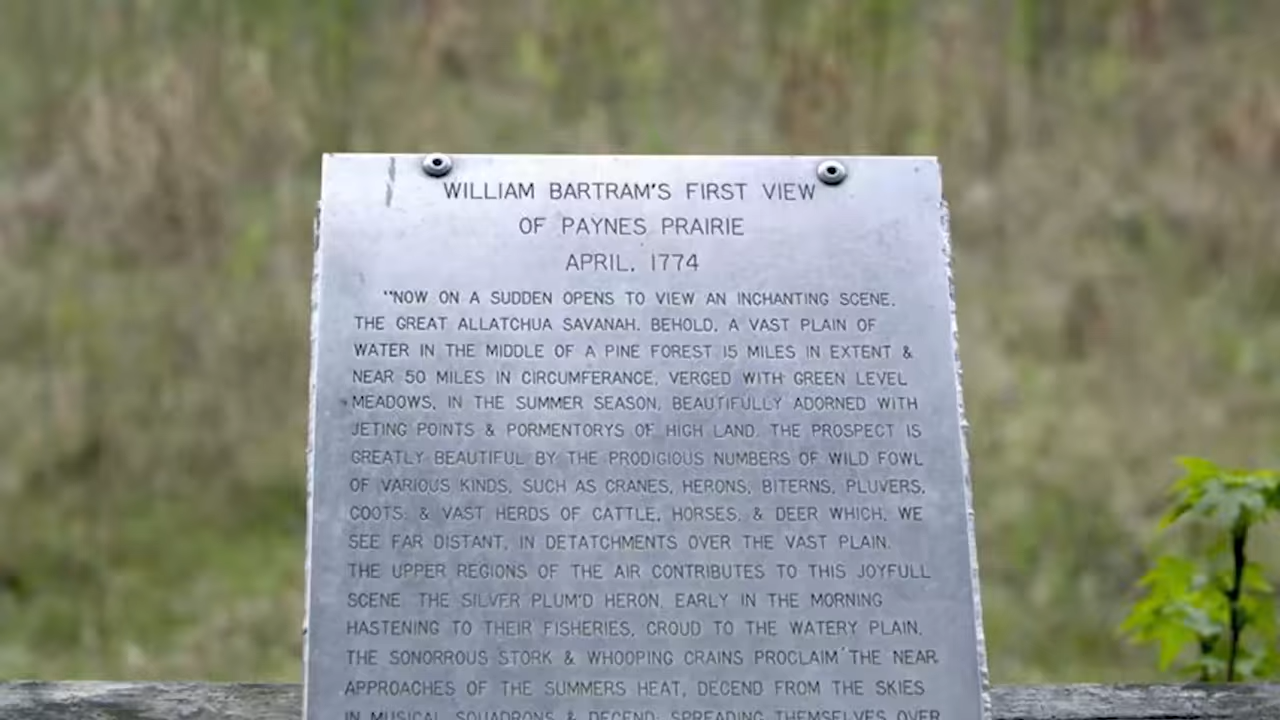 WILLIAM BARTRAM'S FIRST VIEW
OF PAYNES PRAIRIE
APRIL, 1774
"NOW ON A SUDDEN OPENS TO VIEW AN INCHANTING SCENE,
THE GREAT ALLATCHUA SAVANAH. BEHOLD, A VAST PLAIN OF
WATER IN THE MIDDLE OF A PINE FOREST 15 MILES IN EXTENT &
NEAR 50 MILES IN CIRCUMFERANCE, VERGED WITH GREEN LEVEL
MEADOWS, IN THE SUMMER SEASON, BEAUTIFULLY ADORNED WITH
JETING POINTS & PORMENTORYS OF HIGH LAND. THE PROSPECT IS
GREATLY BEAUTIFUL BY THE PRODIGIOUS NUMBERS OF WILD FOWL
OF VARIOUS KINDS, SUCH AS CRANES, HERONS, BITERNS, PLUVERS,
COOTS, & VAST HERDS OF CATTLE, HORSES, & DEER WHICH, WE
SEE FAR DISTANT, IN DETATCHMENTS OVER THE VAST PLAIN.
THE UPPER REGIONS OF THE AIR CONTRIBUTES TO THIS JOYFULL
SCENE. THE SILVER PLUM'D HERON, EARLY IN THE MORNING
HASTENING TO THEIR FISHERIES, CROUD TO THE WATERY PLAIN.
THE SONORROUS STORK & WHOOPING CRAINS PROCLAIM THE NEAR
APPROACHES OF THE SUMMERS HEAT, DECEND FROM THE SKIES
IN MUSICAL SQUADRONS & DECEND; SPREADING THEMSELVES OVER